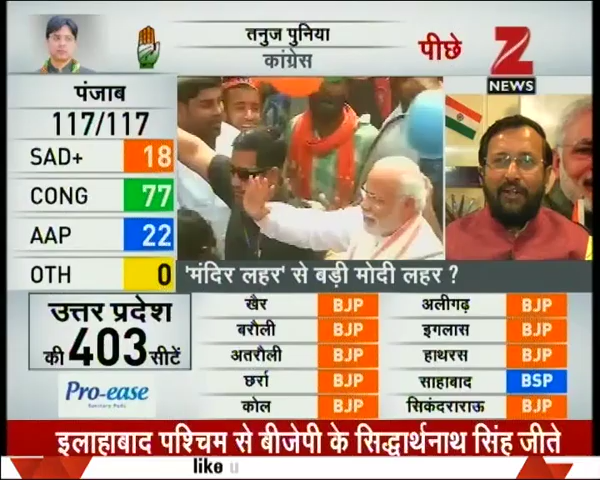 तनुज पुनिया
कांग्रेस
पीछे
Z
NEWS
पंजाब
117/117
SAD+ 18
CONG 77
AAP 22
OTH 0
'मंदिर लहर' से बड़ी मोदी लहर ?
उत्तर प्रदेश
की 403 सीटें
Pro-ease
Sanitary Pads
खैर BJP
बरौली BJP
अतरौली BJP
छर्रा BJP
कोल BJP
अलीगढ़ BJP
इगलास BJP
हाथरस BJP
साहाबाद BSP
सिकंदराराऊ BJP
इलाहाबाद पश्चिम से बीजेपी के सिद्धार्थनाथ सिंह जीते
like u